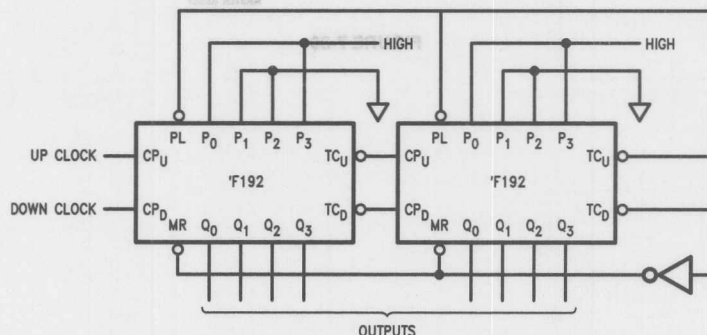 HIGH HIGH
PL P0 P1 P2 P3 PL P0 P1 P2 P3
UP CLOCK CPU TCU CPU TCU
'F192 'F192
DOWN CLOCK CPD TCD CPD TCD
MR Q0 Q1 Q2 Q3 MR Q0 Q1 Q2 Q3
OUTPUTS